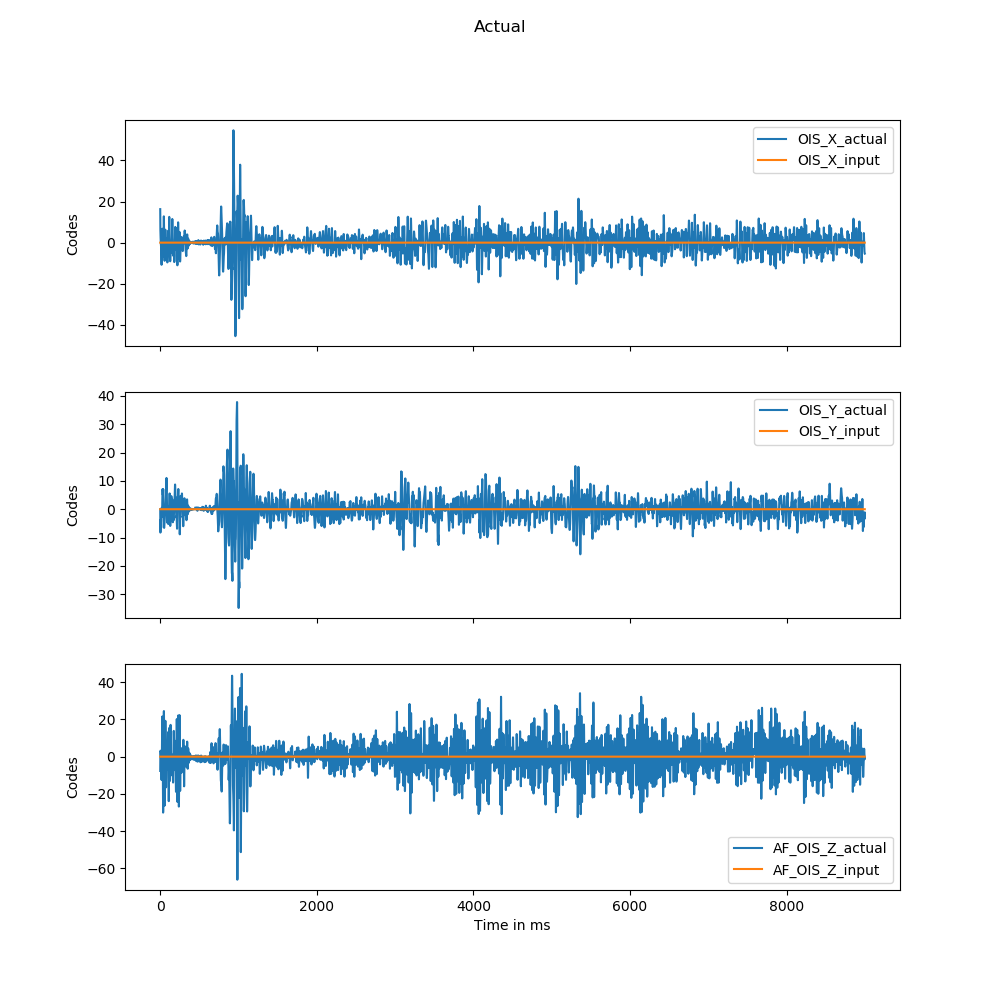 Actual
OIS_X_actual
OIS_X_input
Codes
40
20
0
−20
−40
OIS_Y_actual
OIS_Y_input
Codes
40
30
20
10
0
−10
−20
−30
AF_OIS_Z_actual
AF_OIS_Z_input
Codes
40
20
0
−20
−40
−60
0 2000 4000 6000 8000
Time in ms